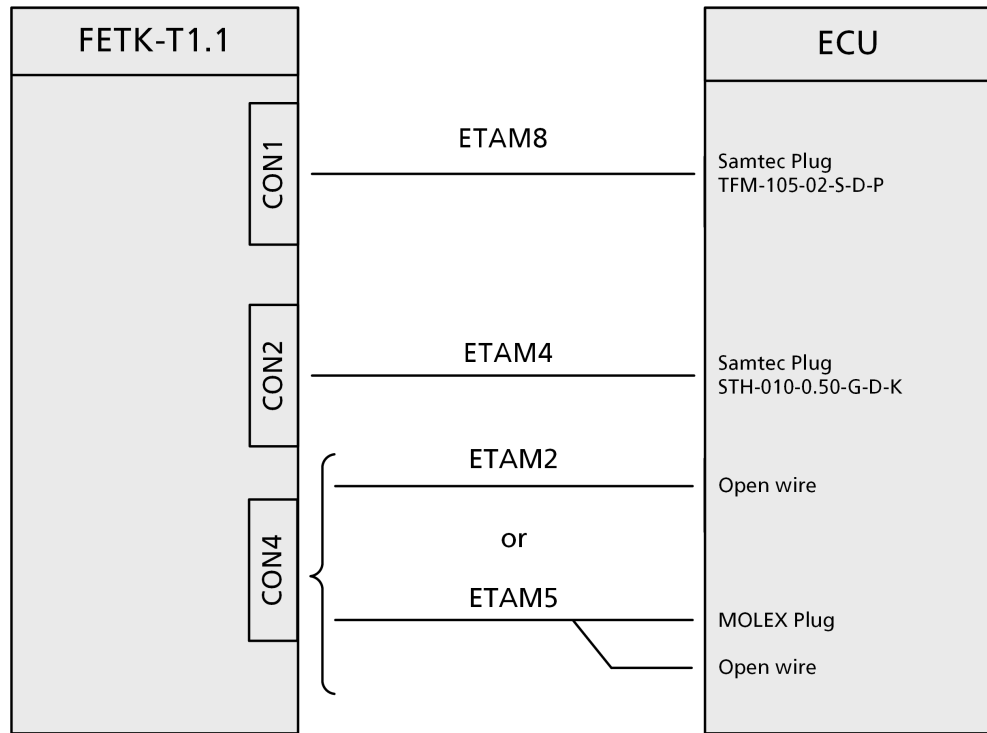 FETK-T1.1
ECU
CON1
ETAM8
Samtec Plug
TFM-105-02-S-D-P
CON2
ETAM4
Samtec Plug
STH-010-0.50-G-D-K
CON4
ETAM2
Open wire
or
ETAM5
MOLEX Plug
Open wire